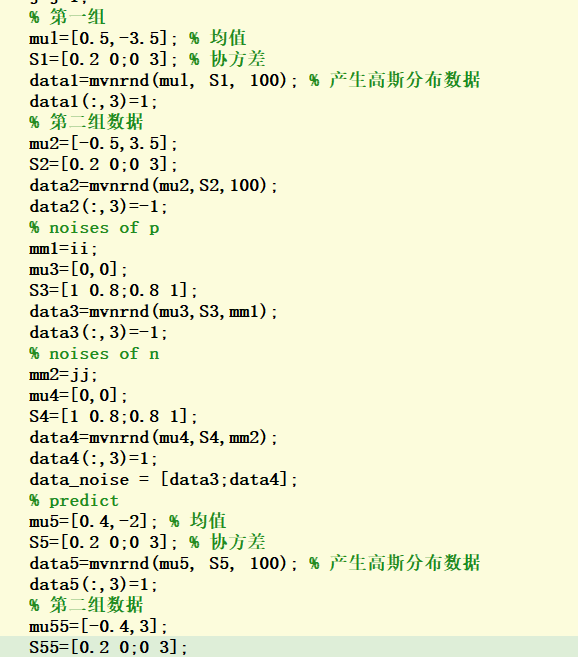 % 第一组
mu1=[0.5,-3.5]; % 均值
S1=[0.2 0;0 3]; % 协方差
data1=mvnrnd(mu1, S1, 100); % 产生高斯分布数据
data1(:,3)=1;
% 第二组数据
mu2=[-0.5,3.5];
S2=[0.2 0;0 3];
data2=mvnrnd(mu2,S2,100);
data2(:,3)=-1;
% noises of p
mm1=ii;
mu3=[0,0];
S3=[1 0.8;0.8 1];
data3=mvnrnd(mu3,S3,mm1);
data3(:,3)=-1;
% noises of n
mm2=jj;
mu4=[0,0];
S4=[1 0.8;0.8 1];
data4=mvnrnd(mu4,S4,mm2);
data4(:,3)=1;
data_noise = [data3;data4];
% predict
mu5=[0.4,-2]; % 均值
S5=[0.2 0;0 3]; % 协方差
data5=mvnrnd(mu5, S5, 100); % 产生高斯分布数据
data5(:,3)=1;
% 第二组数据
mu55=[-0.4,3];
S55=[0.2 0;0 3];